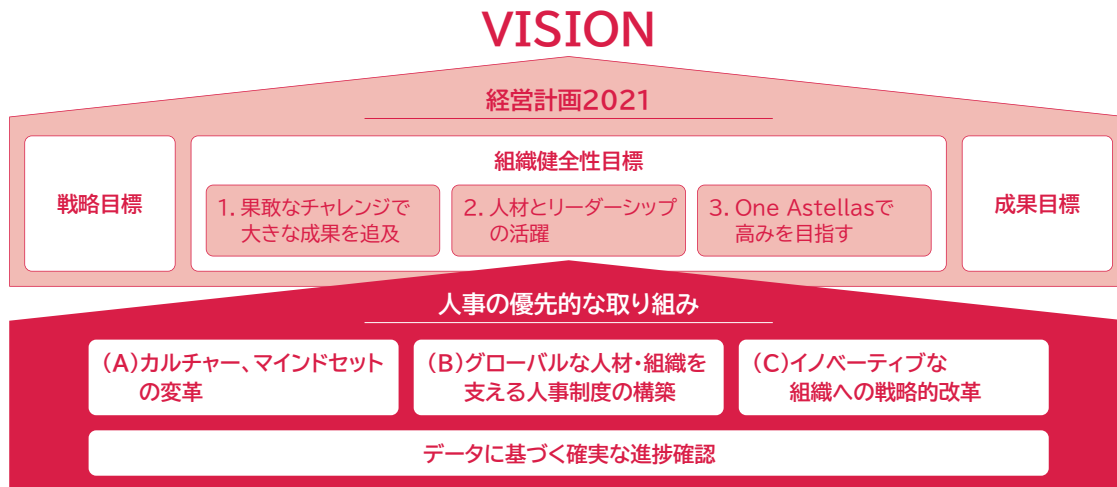 VISION
経営計画2021
戦略目標
組織健全性目標
1. 果敢なチャレンジで
大きな成果を追及
2. 人材とリーダーシップ
の活躍
3. One Astellasで
高みを目指す
成果目標
人事の優先的な取り組み
(A)カルチャー、マインドセット
の変革
(B)グローバルな人材・組織を
支える人事制度の構築
(C)イノベーティブな
組織への戦略的改革
データに基づく確実な進捗確認